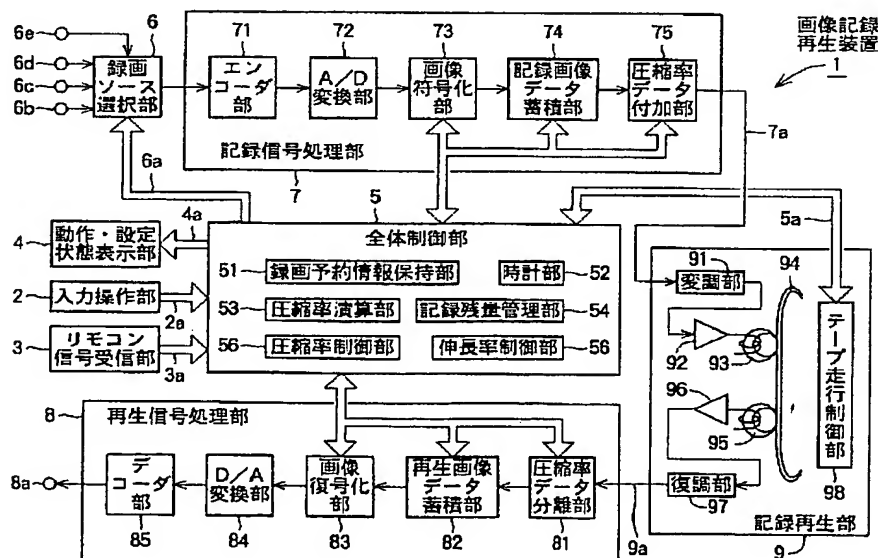 画像記録
再生装置
1
6e
6d
6c
6b
6
録画
ソース
選択部
71
エン
コーダ
部
72
A/D
変換部
73
画像
符号化
部
74
記録画像
データ
蓄積部
75
圧縮率
データ
付加部
記録信号処理部
7
7a
6a
5
全体制御部
51
録画予約情報保持部
時計部
52
53
圧縮率演算部
記録残量管理部
54
56
圧縮率制御部
伸長率制御部
56
4
動作・設定
状態表示部
4a
2
入力操作部
2a
3
リモコン
信号受信部
3a
5a
91
変調部
94
92
93
96
95
復調部
97
テープ走行制御部
98
記録再生部
9
9a
8
再生信号処理部
8a
デ
コーダ
部
85
D/A
変換部
84
画像
復号化
部
83
再生画像
データ
蓄積部
82
圧縮率
データ
分離部
81